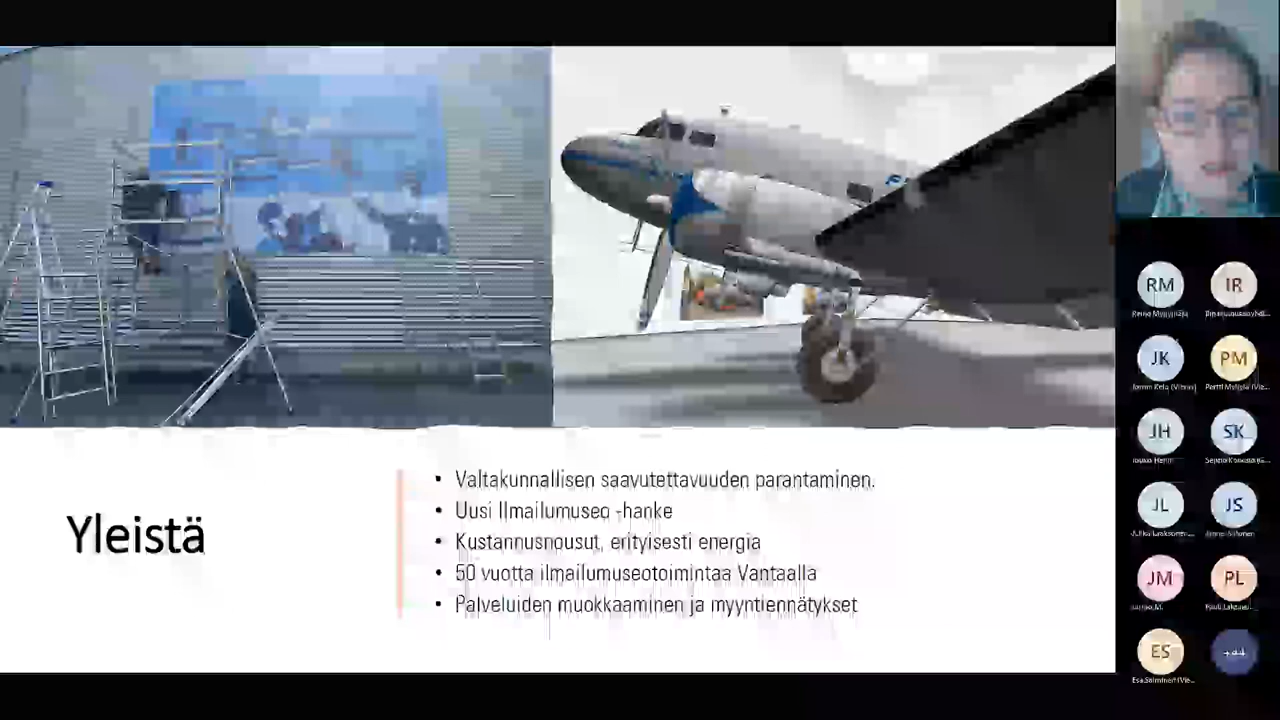 Yleistä
• Valtakunnallisen saavutettavuuden parantaminen.
• Uusi Ilmailumuseo -hanke
• Kustannusnousut, erityisesti energia
• 50 vuotta ilmailumuseotoimintaa Vantaalla
• Palveluiden muokkaaminen ja myyntiennätykset
RM
IR
JK
PM
JH
SK
JL
JS
JM
PL
ES
+44